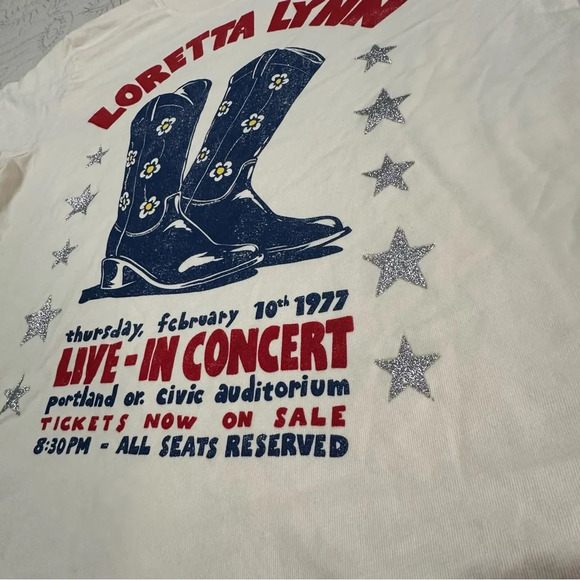 LORETTA LYNN
thursday, february 10th 1977
LIVE-IN CONCERT
portland or. civic auditorium
TICKETS NOW ON SALE
8:30PM - ALL SEATS RESERVED